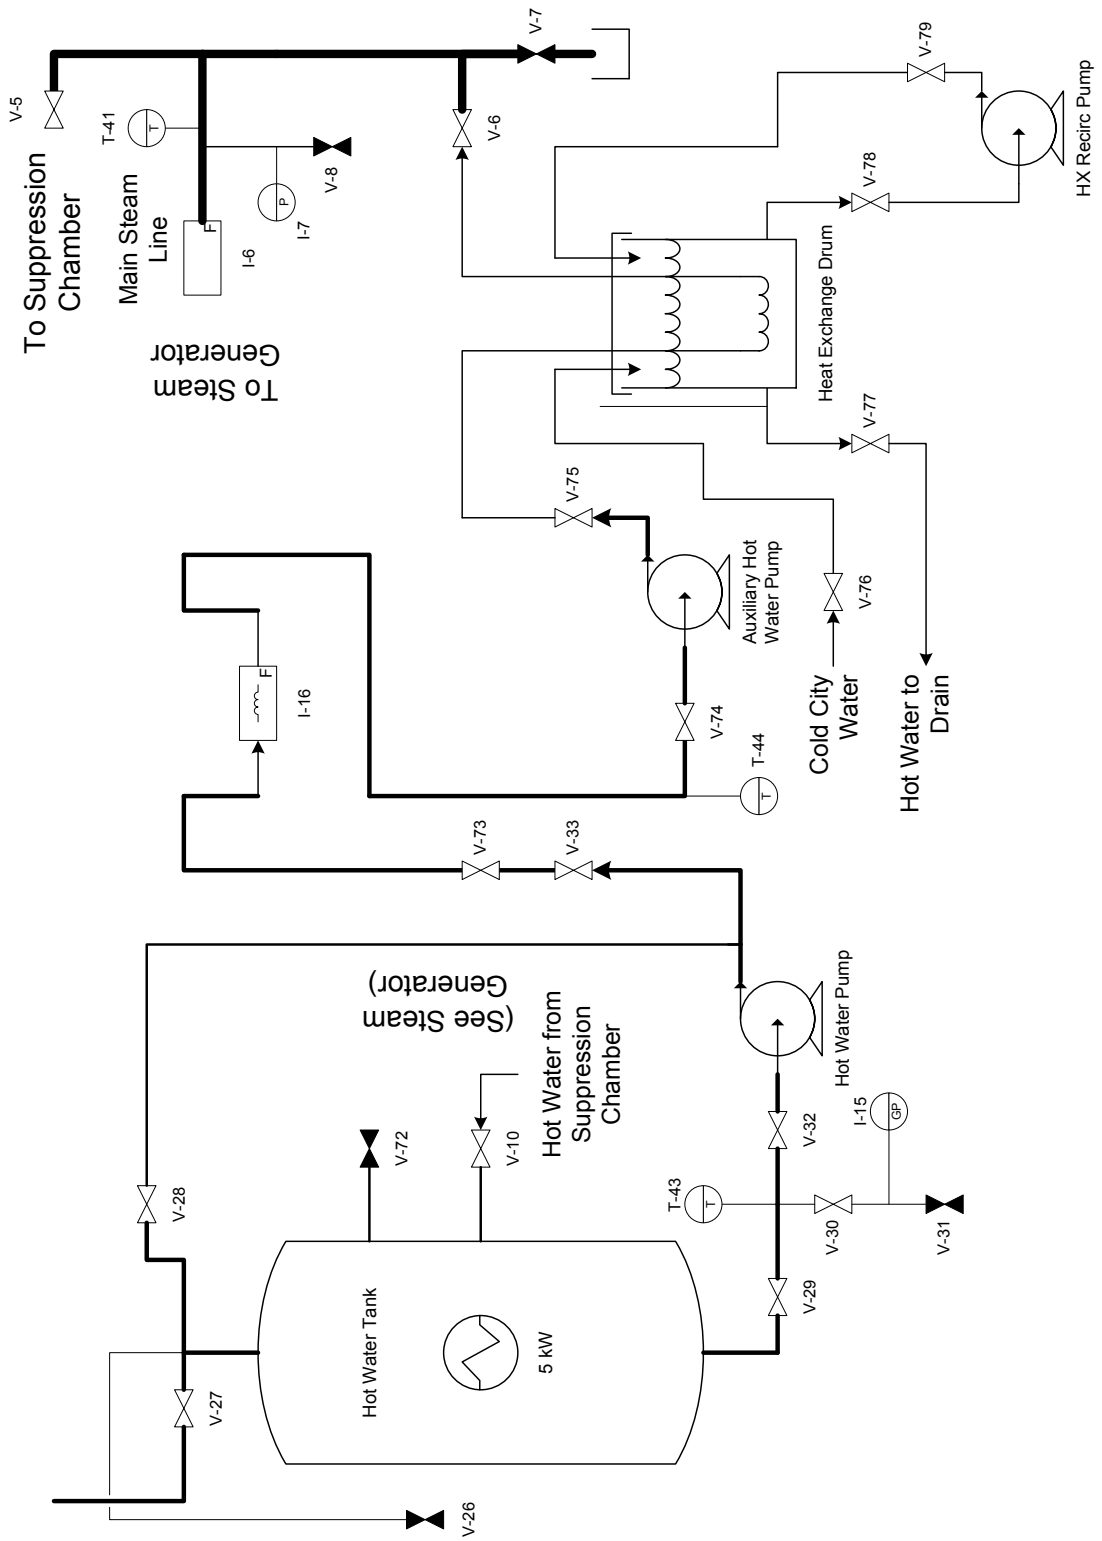 To Suppression
Chamber
V-5
T-41
T
Main Steam
Line
F
I-6
P
I-7
V-8
V-7
V-6
V-79
HX Recirc Pump
V-78
Heat Exchange Drum
V-77
To Steam
Generator
V-75
Auxiliary Hot
Water Pump
V-76
Cold City
Water
Hot Water to
Drain
F
I-16
V-74
T-44
T
V-73
V-33
(See Steam
Generator)
Hot Water from
Suppression
Chamber
Hot Water Pump
V-72
V-10
V-28
V-32
I-15
GP
T-43
T
V-30
V-31
V-29
Hot Water Tank
5 kW
V-27
V-26